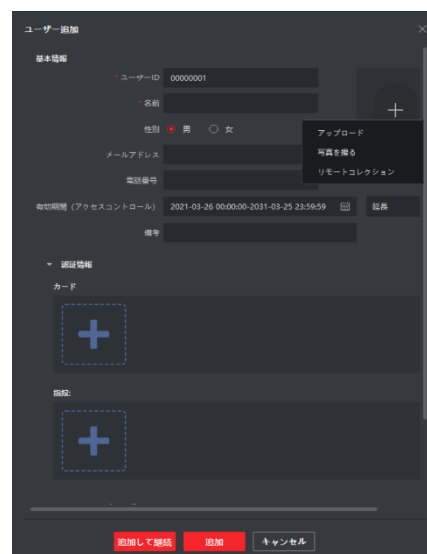 ユーザー追加
基本情報
* ユーザーID 00000001
* 名前
性別 男 女
アップロード
写真を撮る
リモートコレクション
メールアドレス
電話番号
有効期間 (アクセスコントロール) 2021-03-26 00:00:00-2031-03-25 23:59:59 延長
備考
認証情報
カード
指紋:
追加して継続 追加 キャンセル